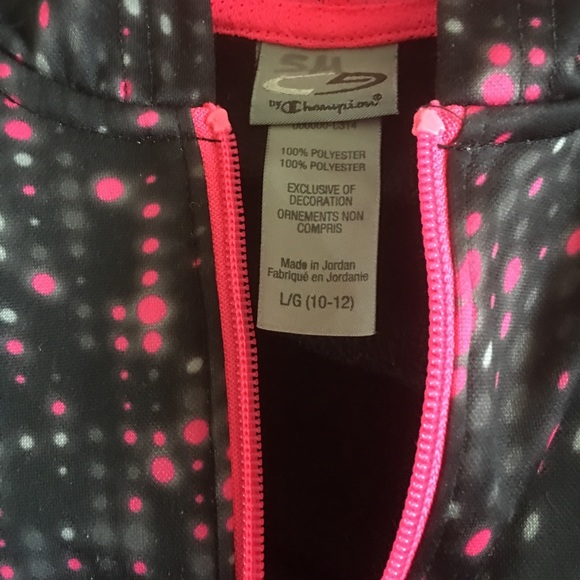 by Champion®
100% POLYESTER
100% POLYESTER
EXCLUSIVE OF
DECORATION
ORNEMENTS NON
COMPRIS
Made in Jordan
Fabriqué en Jordanie
L/G (10-12)